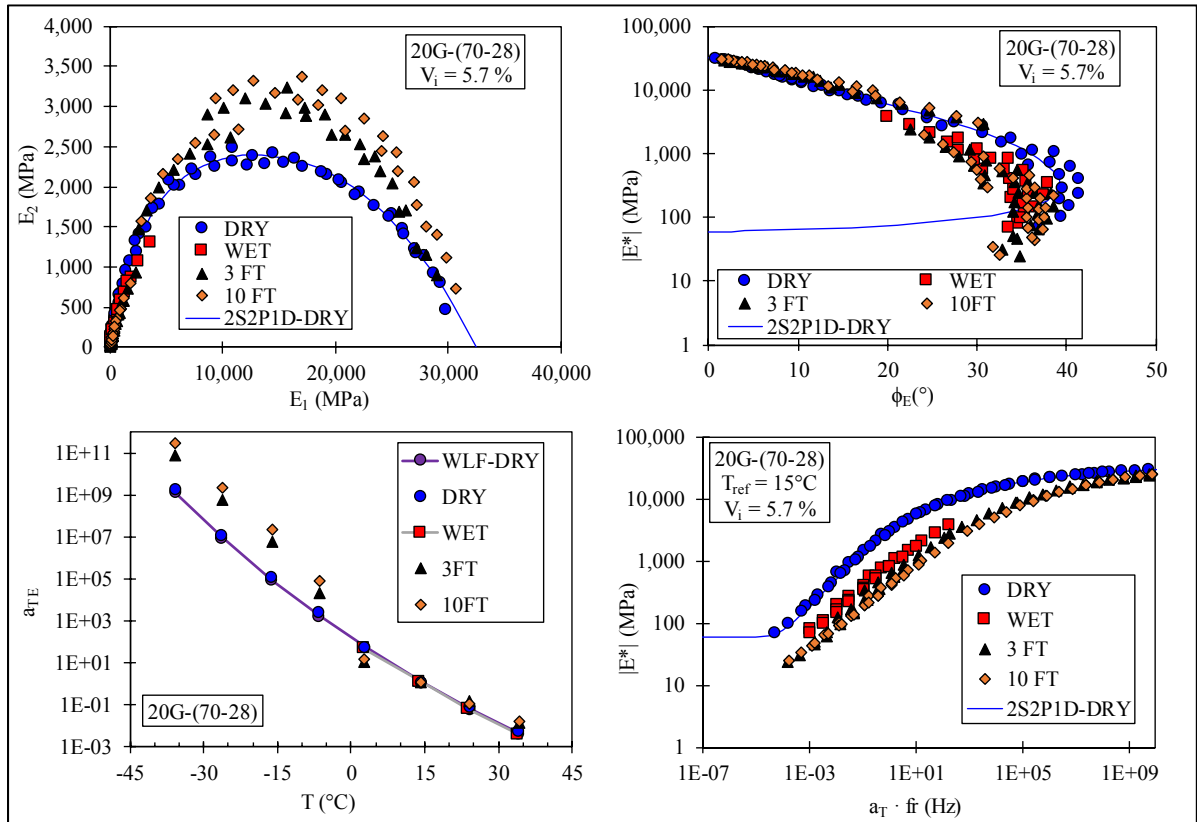 4,000
3,500
3,000
2,500
2,000
1,500
1,000
500
0
E2 (MPa)
20G-(70-28)
Vi = 5.7 %
DRY
WET
3 FT
10 FT
2S2P1D-DRY
0
10,000
20,000
30,000
40,000
E1 (MPa)
100,000
10,000
1,000
100
10
1
|E*| (MPa)
20G-(70-28)
Vi = 5.7%
DRY
WET
3 FT
10FT
2S2P1D-DRY
0
10
20
30
40
50
ϕE(°)
1E+11
1E+09
1E+07
1E+05
1E+03
1E+01
1E-01
1E-03
aTE
WLF-DRY
DRY
WET
3FT
10FT
20G-(70-28)
-45
-30
-15
0
15
30
45
T (°C)
100,000
10,000
1,000
100
10
1
|E*| (MPa)
20G-(70-28)
Tref = 15°C
Vi = 5.7 %
DRY
WET
3 FT
10 FT
2S2P1D-DRY
1E-07
1E-03
1E+01
1E+05
1E+09
aT · fr (Hz)